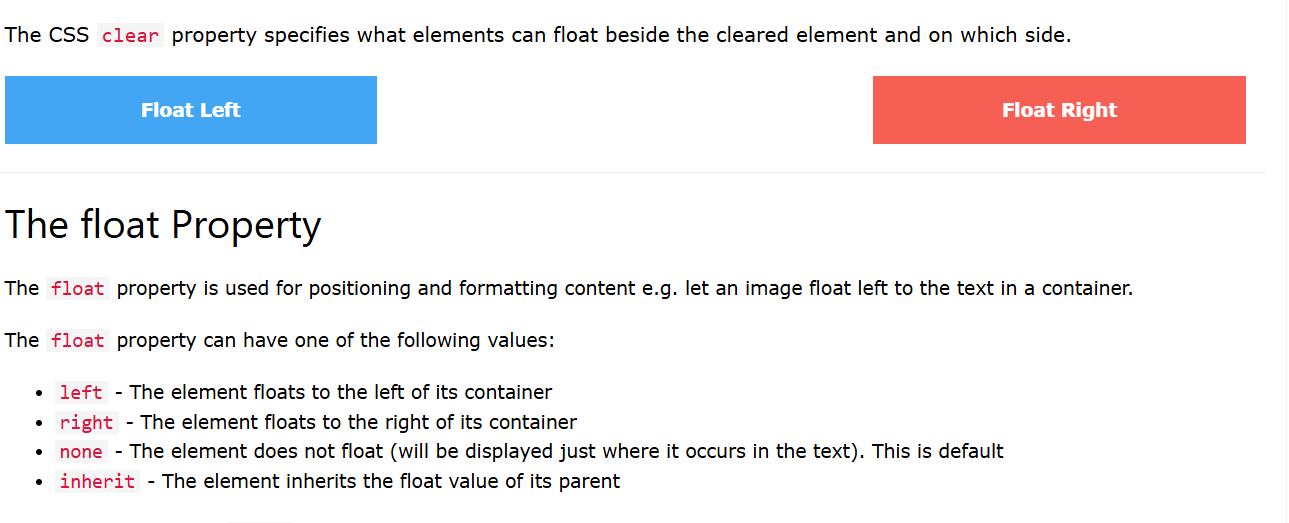 The CSS clear property specifies what elements can float beside the cleared element and on which side.
Float Left
Float Right
The float Property
The float property is used for positioning and formatting content e.g. let an image float left to the text in a container.
The float property can have one of the following values:
• left - The element floats to the left of its container
• right - The element floats to the right of its container
• none - The element does not float (will be displayed just where it occurs in the text). This is default
• inherit - The element inherits the float value of its parent